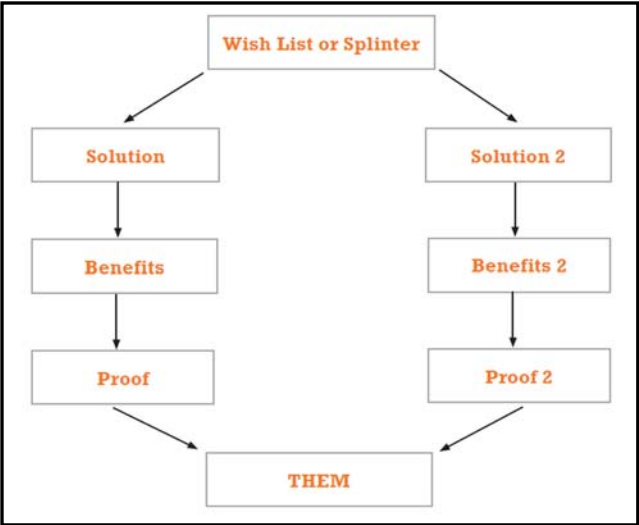 Wish List or Splinter
Solution
Solution 2
Benefits
Benefits 2
Proof
Proof 2
THEM